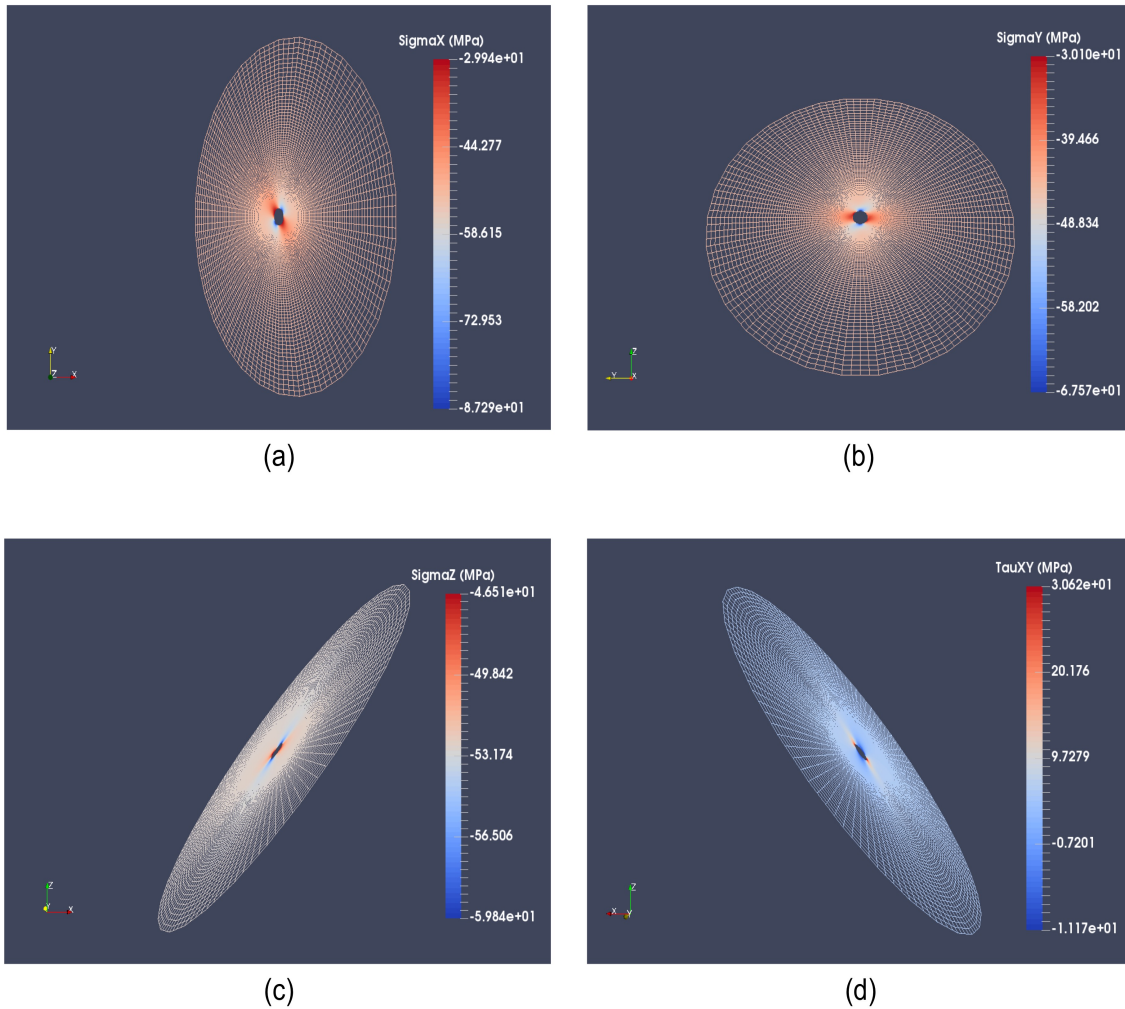 SigmaX (MPa)
-2.994e+01
-44.277
-58.615
-72.953
-8.729e+01
Y
Z X
(a)
SigmaY (MPa)
-3.010e+01
-39.466
-48.834
-58.202
-6.757e+01
Z
Y X
(b)
SigmaZ (MPa)
-4.651e+01
-49.842
-53.174
-56.506
-5.984e+01
Z
Y X
(c)
TauXY (MPa)
3.062e+01
20.176
9.7279
-0.7201
-1.117e+01
Z
X Y
(d)